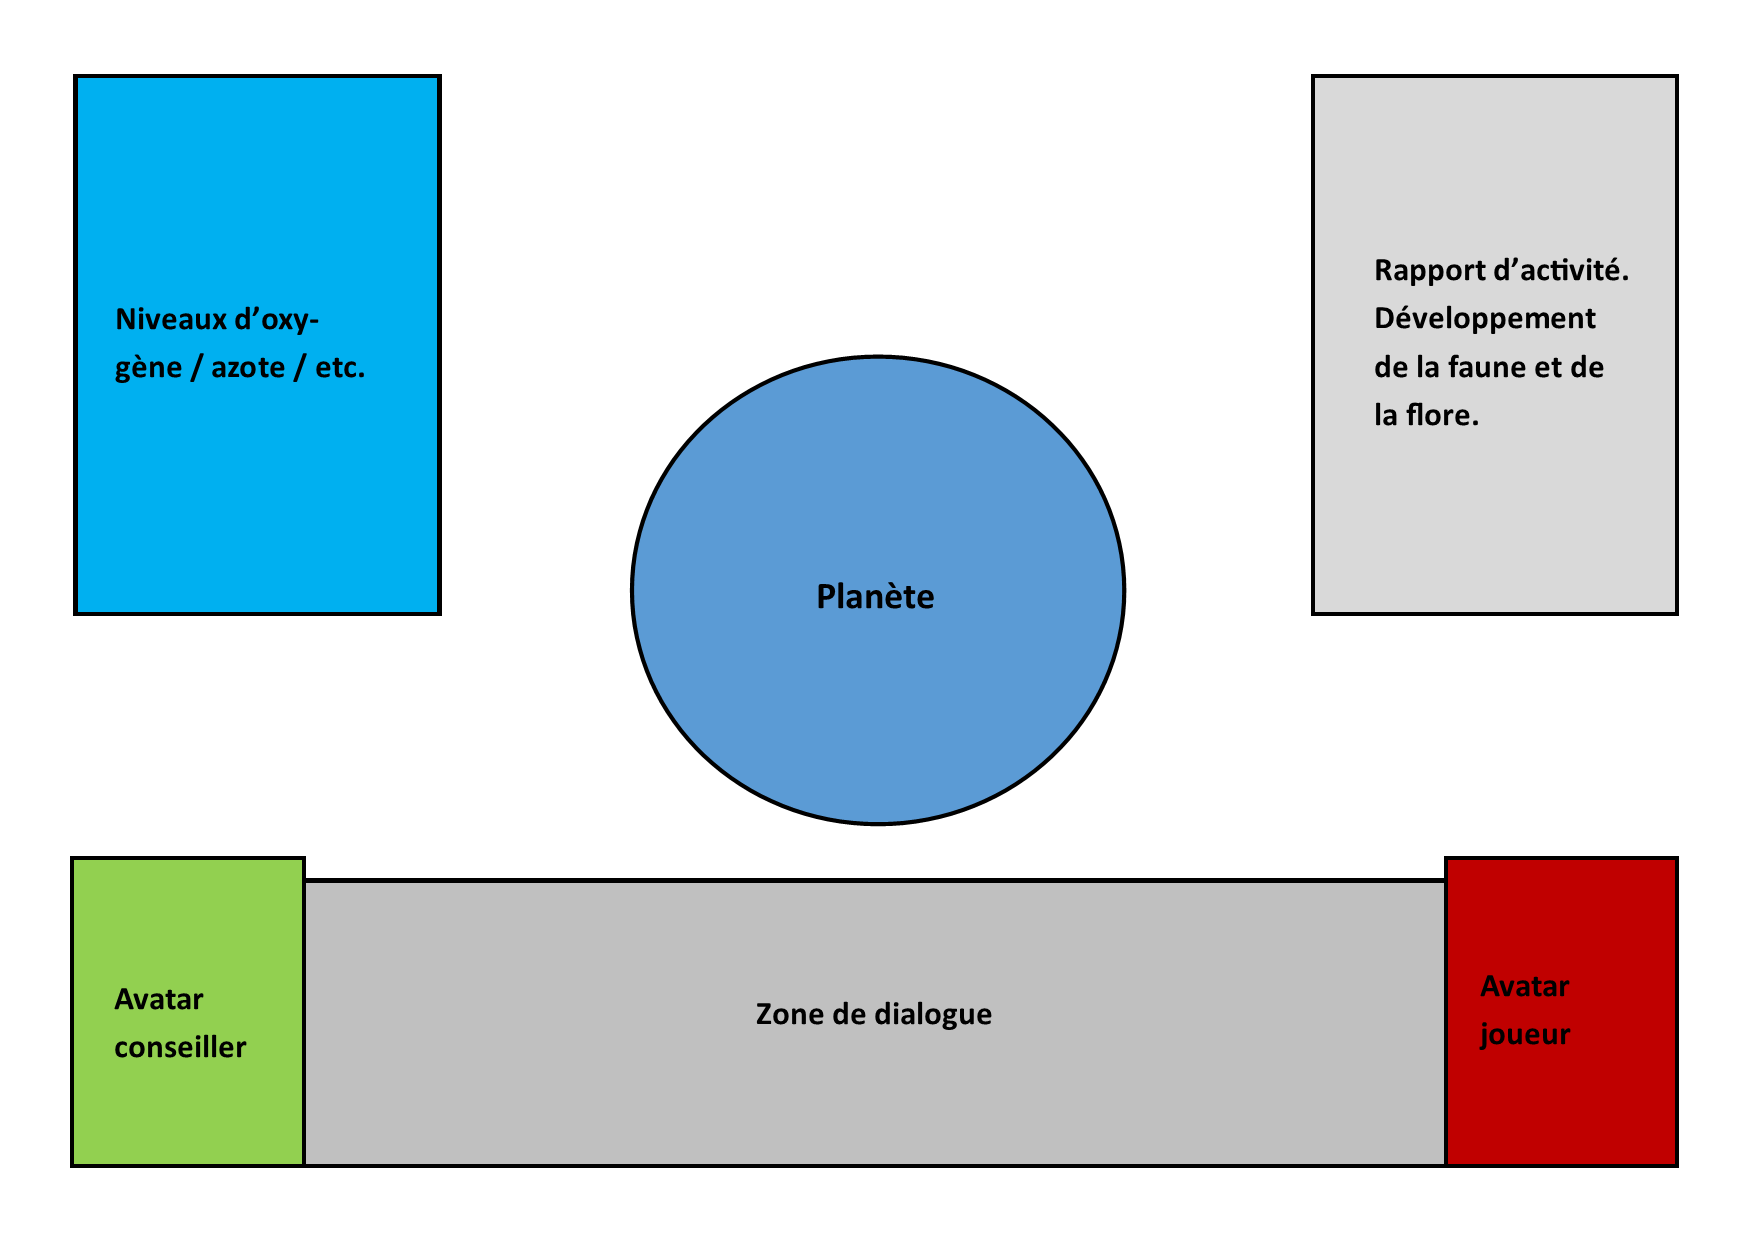 Niveaux d’oxy-
gène / azote / etc.
Rapport d’activité.
Développement
de la faune et de
la flore.
Planète
Avatar
conseiller
Zone de dialogue
Avatar
joueur